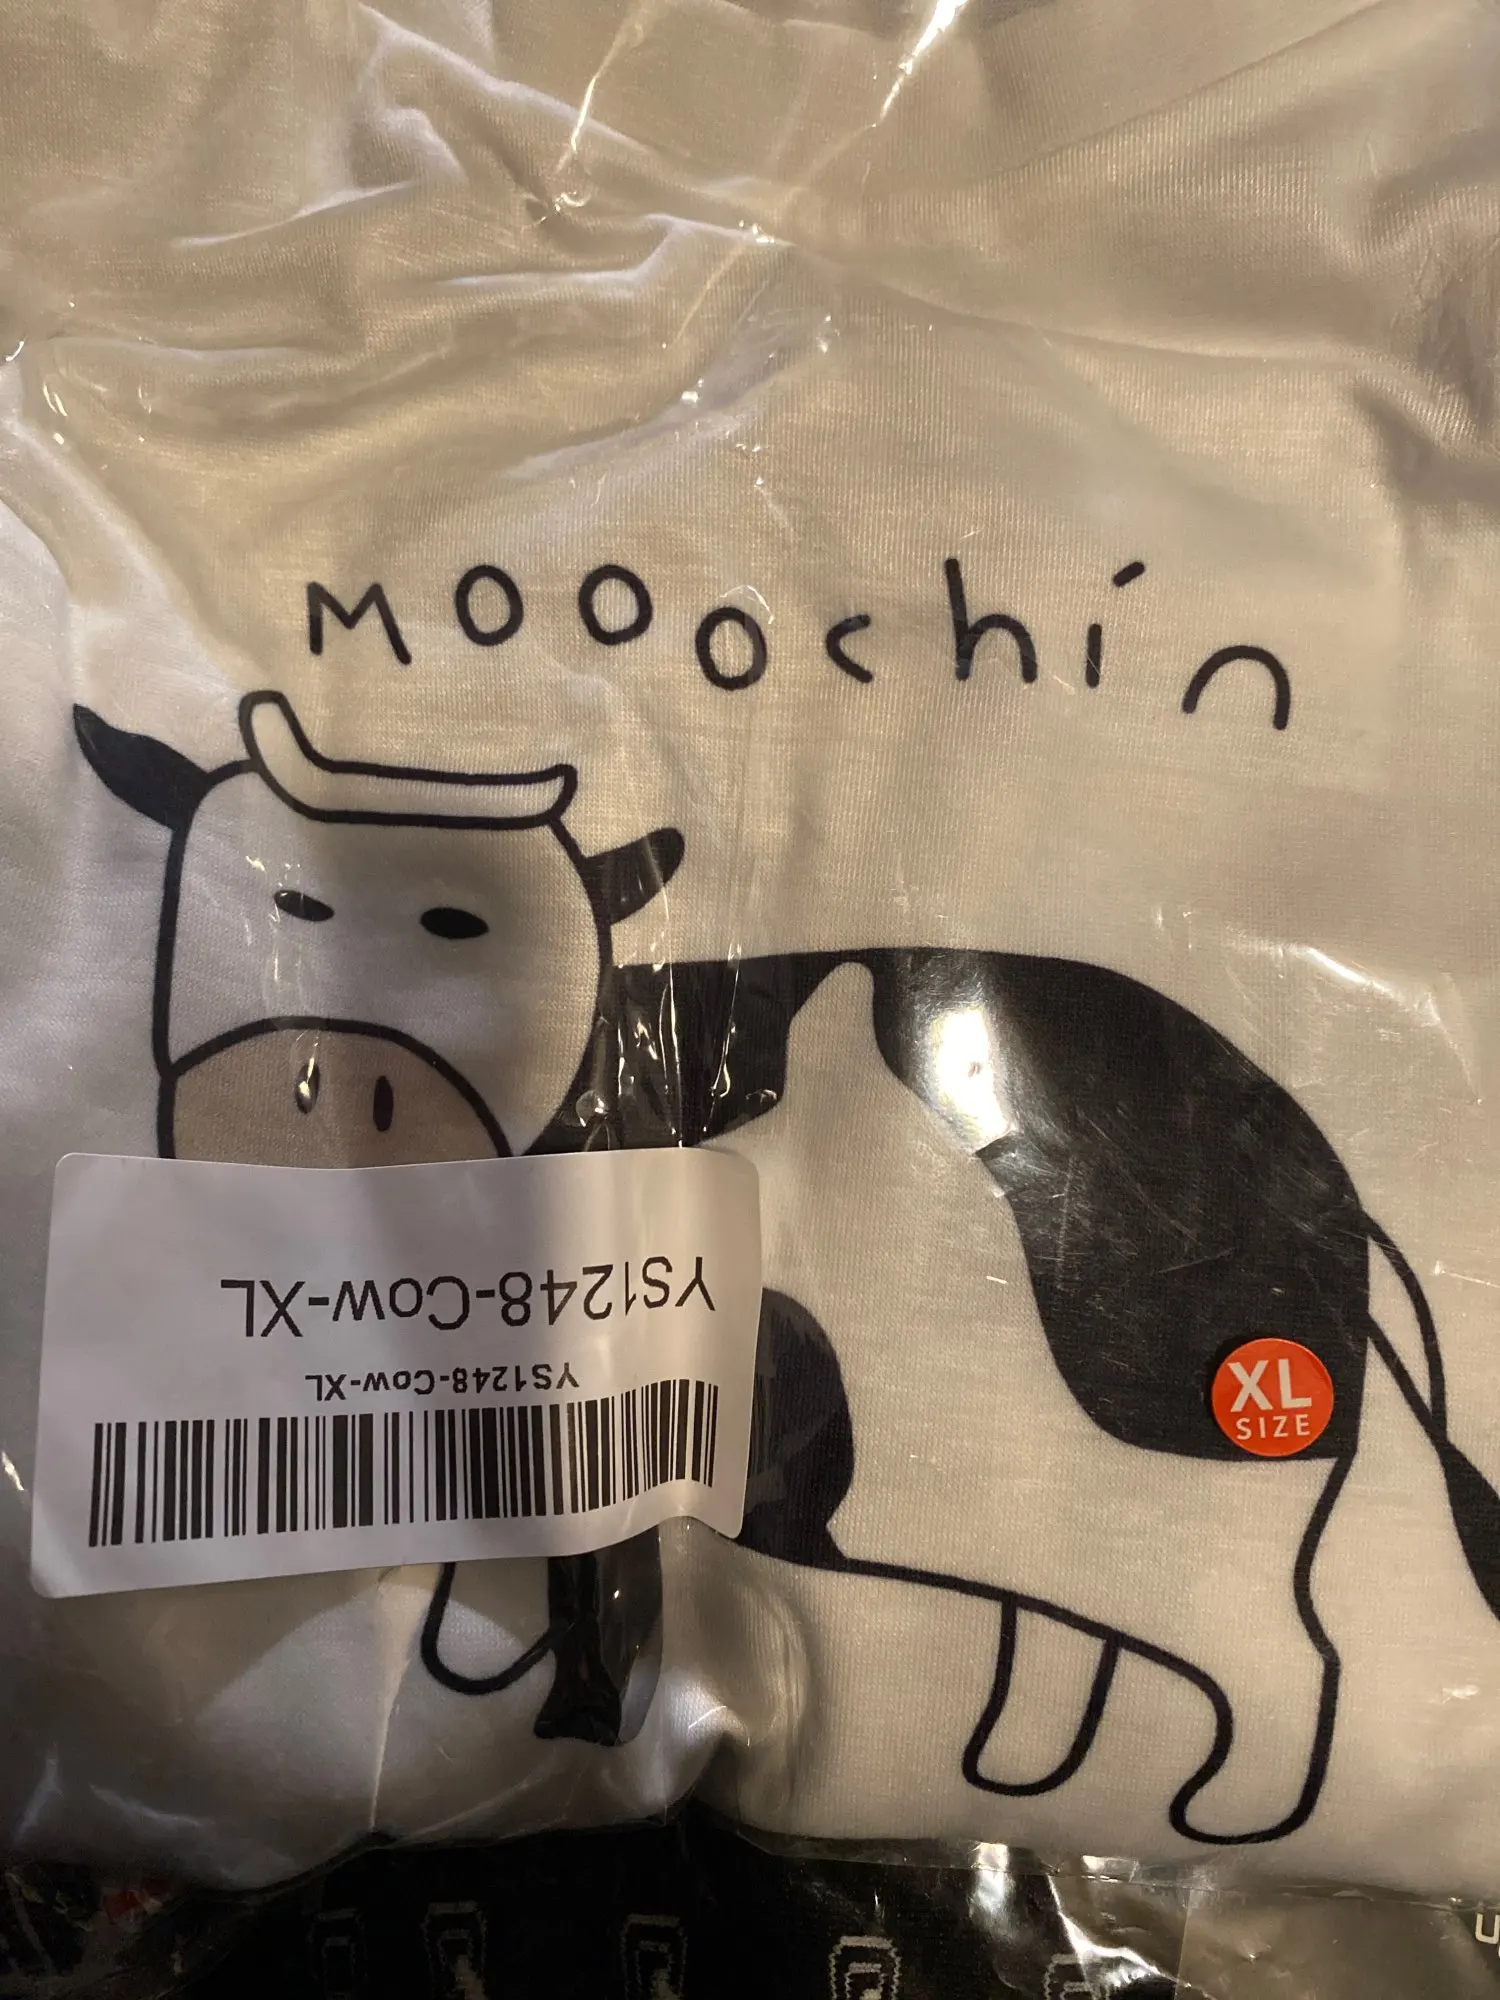 Mooochín
YS1248-Cow-XL
YS1248-Cow-XL
XL
SIZE